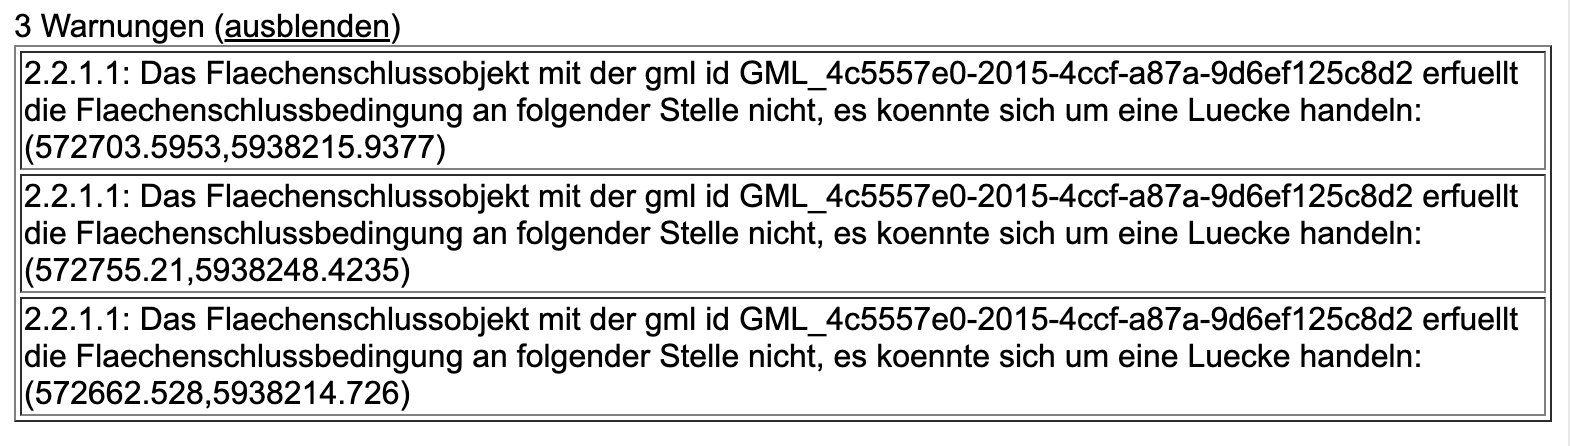 3 Warnungen (ausblenden)
2.2.1.1: Das Flaechenschlussobjekt mit der gml id GML_4c5557e0-2015-4ccf-a87a-9d6ef125c8d2 erfuellt
die Flaechenschlussbedingung an folgender Stelle nicht, es koennte sich um eine Luecke handeln:
(572703.5953,5938215.9377)
2.2.1.1: Das Flaechenschlussobjekt mit der gml id GML_4c5557e0-2015-4ccf-a87a-9d6ef125c8d2 erfuellt
die Flaechenschlussbedingung an folgender Stelle nicht, es koennte sich um eine Luecke handeln:
(572755.21,5938248.4235)
2.2.1.1: Das Flaechenschlussobjekt mit der gml id GML_4c5557e0-2015-4ccf-a87a-9d6ef125c8d2 erfuellt
die Flaechenschlussbedingung an folgender Stelle nicht, es koennte sich um eine Luecke handeln:
(572662.528,5938214.726)